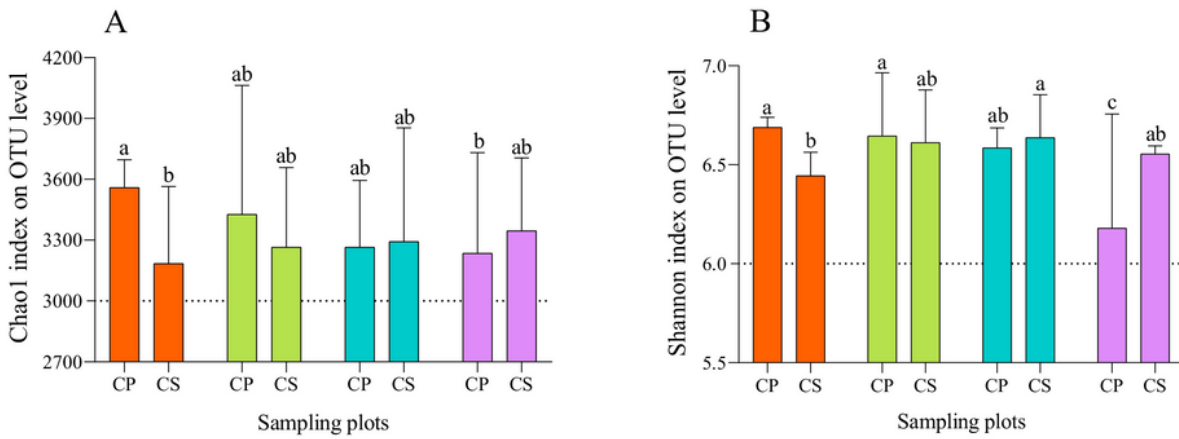 A
Chao1 index on OTU level
4200
3900
3600
3300
3000
2700
a
b
ab
ab
ab
ab
b
ab
CP
CS
CP
CS
CP
CS
CP
CS
Sampling plots
B
Shannon index on OTU level
7.0
6.5
6.0
5.5
a
b
a
ab
ab
a
c
ab
CP
CS
CP
CS
CP
CS
CP
CS
Sampling plots